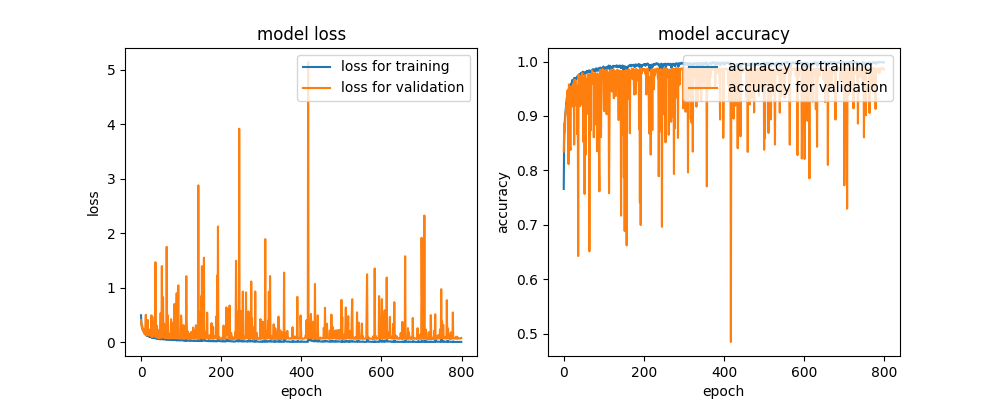 model loss
loss for training
loss for validation
5
4
3
2
1
0
loss
0 200 400 600 800
epoch
model accuracy
acuraccy for training
accuracy for validation
1.0
0.9
0.8
0.7
0.6
0.5
accuracy
0 200 400 600 800
epoch